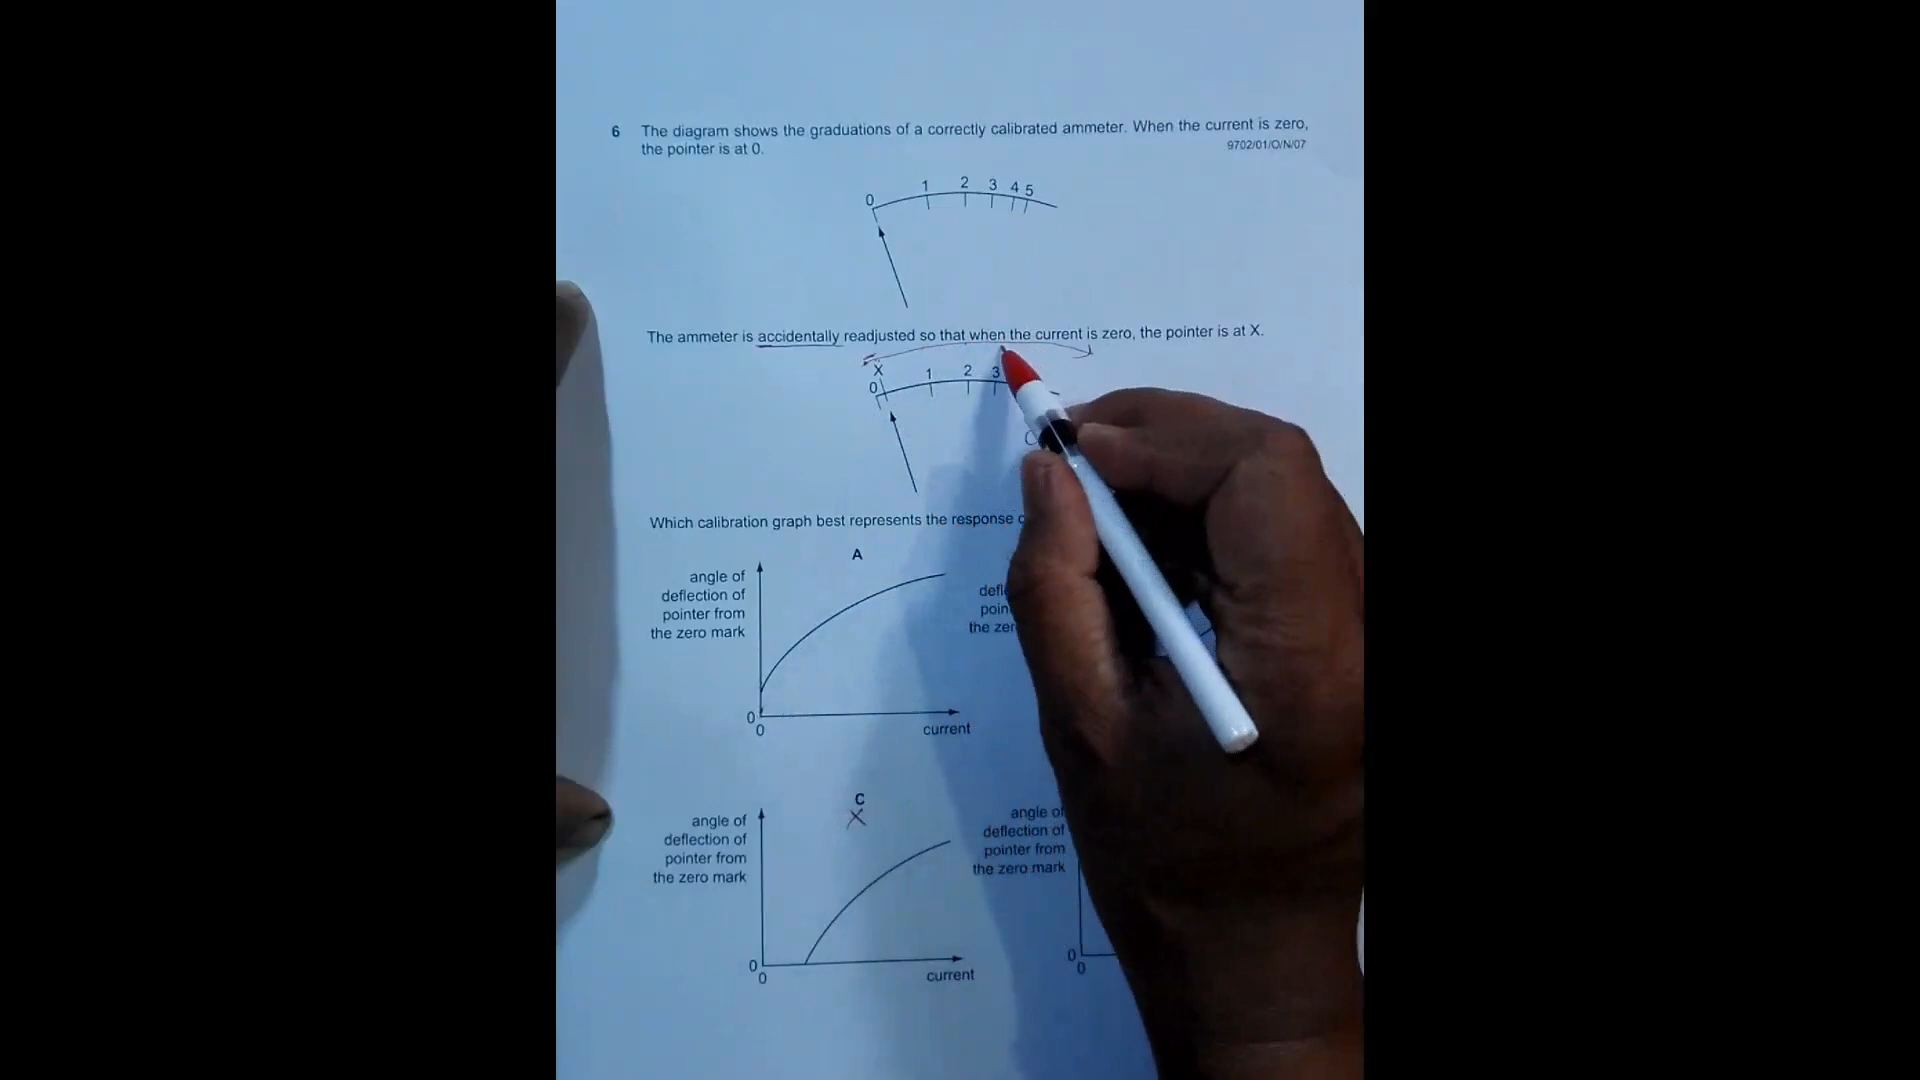 6 The diagram shows the graduations of a correctly calibrated ammeter. When the current is zero,
the pointer is at 0.
9702/01/O/N/07
0 1 2 3 4 5
The ammeter is accidentally readjusted so that when the current is zero, the pointer is at X.
X
0 1 2 3
Which calibration graph best represents the response
A
angle of
deflection of
pointer from
the zero mark
0
0
current
the
C
X
angle of
deflection of
pointer from
the zero mark
0
0
current
angle of
deflection of
pointer from
the zero mark
0
0